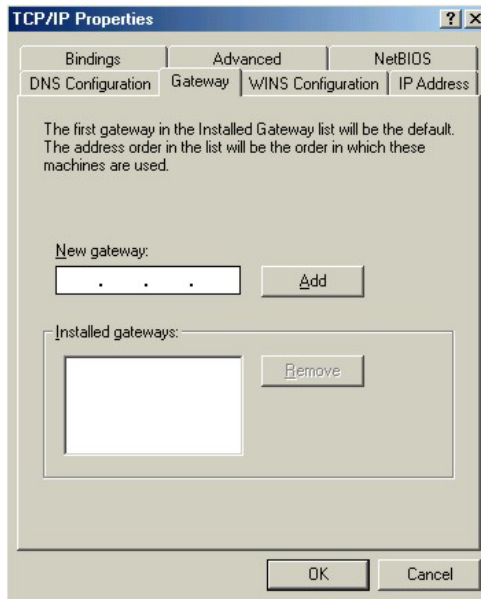 TCP/IP Properties
Bindings
Advanced
NetBIOS
DNS Configuration
Gateway
WINS Configuration
IP Address
The first gateway in the Installed Gateway list will be the default.
The address order in the list will be the order in which these
machines are used.
New gateway:
. . .
Add
Installed gateways:
Remove
OK
Cancel